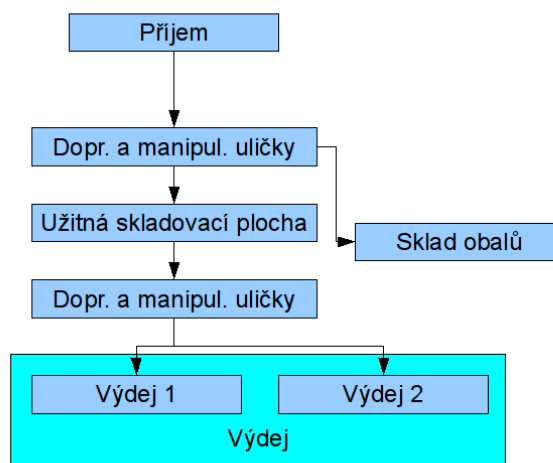 Příjem
Dopr. a manipul. uličky
Užitná skladovací plocha
Sklad obalů
Dopr. a manipul. uličky
Výdej 1
Výdej 2
Výdej